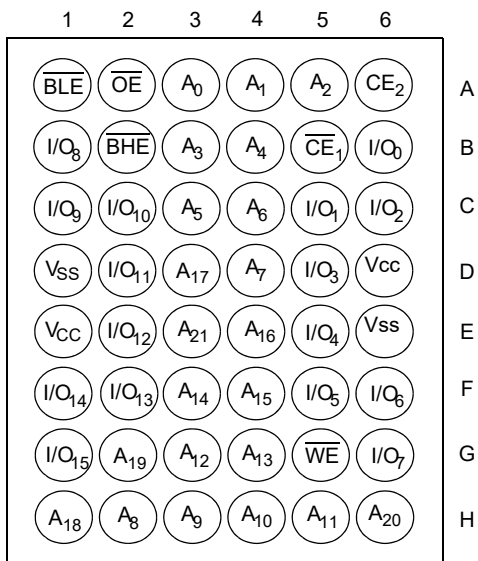 1 2 3 4 5 6
BLE OE A0 A1 A2 CE2 A
I/O8 BHE A3 A4 CE1 I/O0 B
I/O9 I/O10 A5 A6 I/O1 I/O2 C
VSS I/O11 A17 A7 I/O3 Vcc D
VCC I/O12 A21 A16 I/O4 Vss E
I/O14 I/O13 A14 A15 I/O5 I/O6 F
I/O15 A19 A12 A13 WE I/O7 G
A18 A8 A9 A10 A11 A20 H